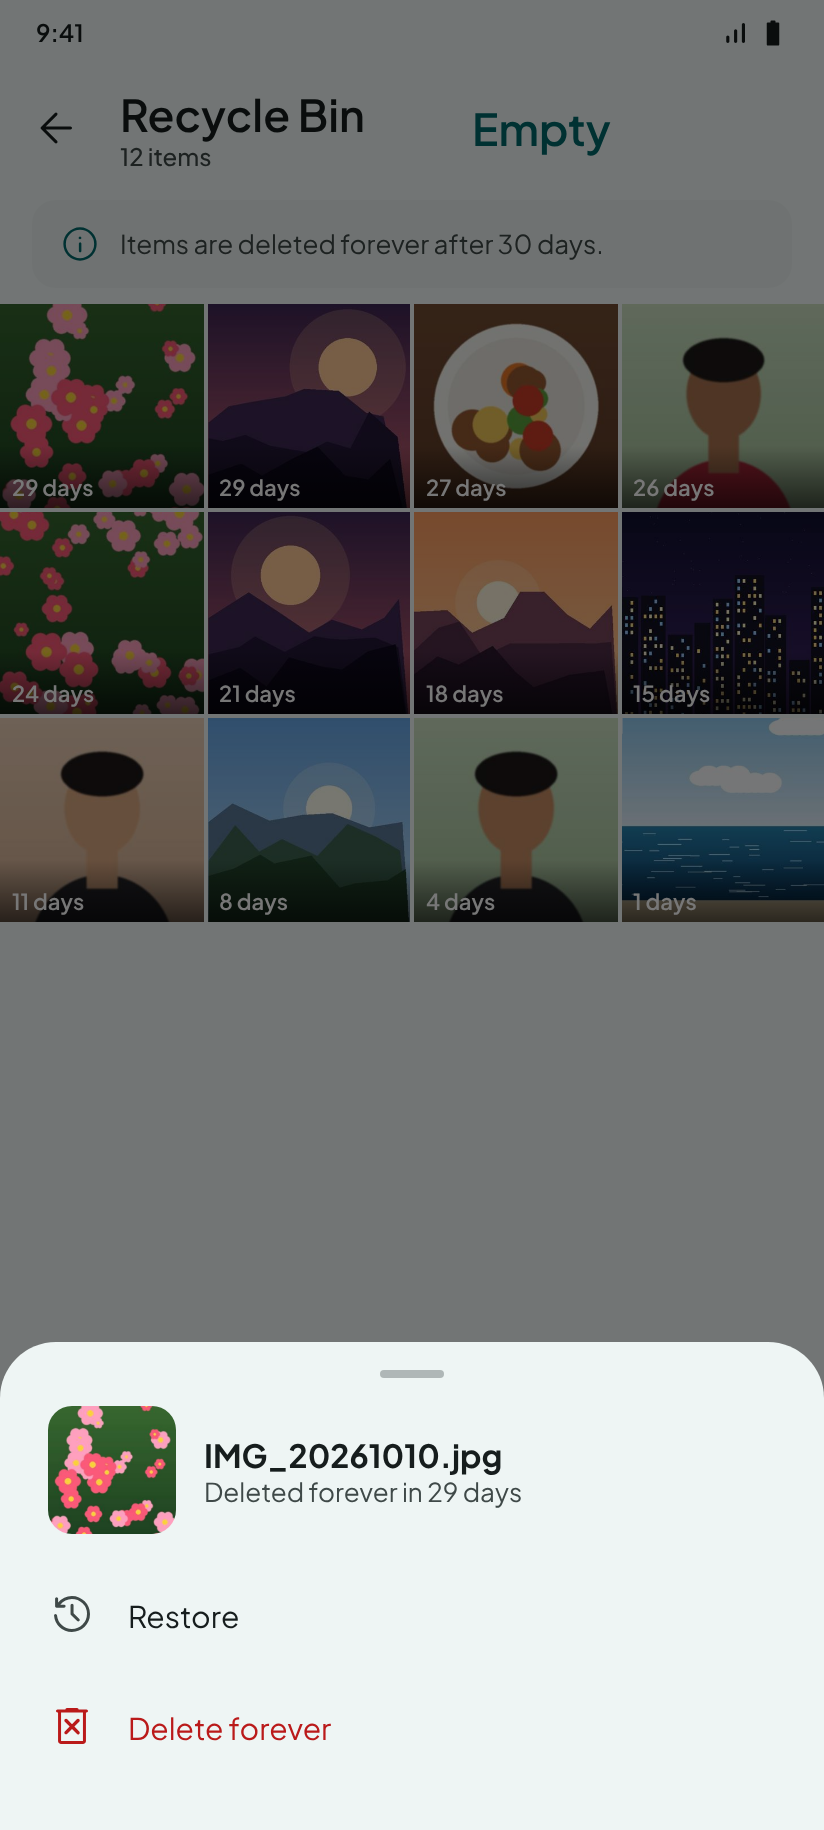 9:41
Recycle Bin
12 items
Empty
Items are deleted forever after 30 days.
29 days
29 days
27 days
26 days
24 days
21 days
18 days
15 days
11 days
8 days
4 days
1 days
IMG_20261010.jpg
Deleted forever in 29 days
Restore
Delete forever